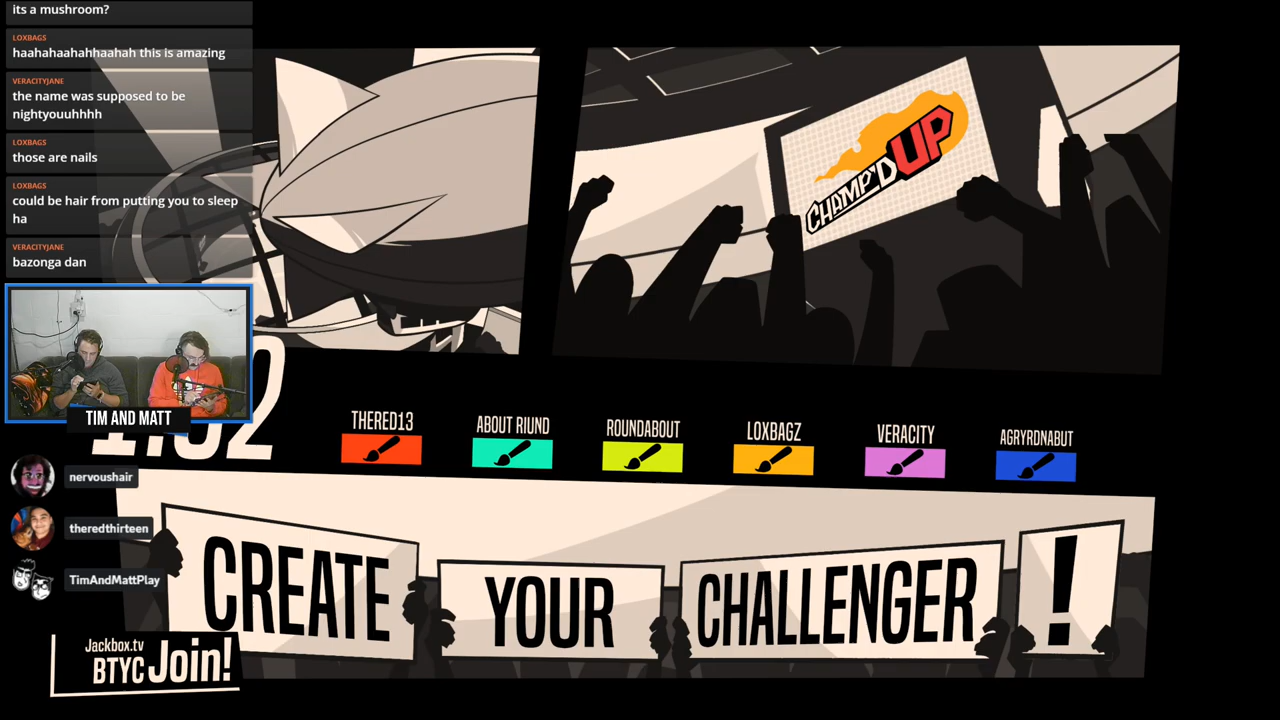 its a mushroom?
LOXBAGS
haahahaahahhaahah this is amazing
VERACITYJANE
the name was supposed to be
nightyouuhhhh
LOXBAGS
those are nails
LOXBAGS
could be hair from putting you to sleep
ha
VERACITYJANE
bazonga dan
CHAMP'D UP
TIM AND MATT
THERED13
ABOUT RIUND
ROUNDABOUT
LOXBAGZ
VERACITY
AGRYRDNABUT
nervoushair
theredthirteen
TimAndMattPlay
CREATE YOUR CHALLENGER !
Jackbox.tv
BTYC Join!